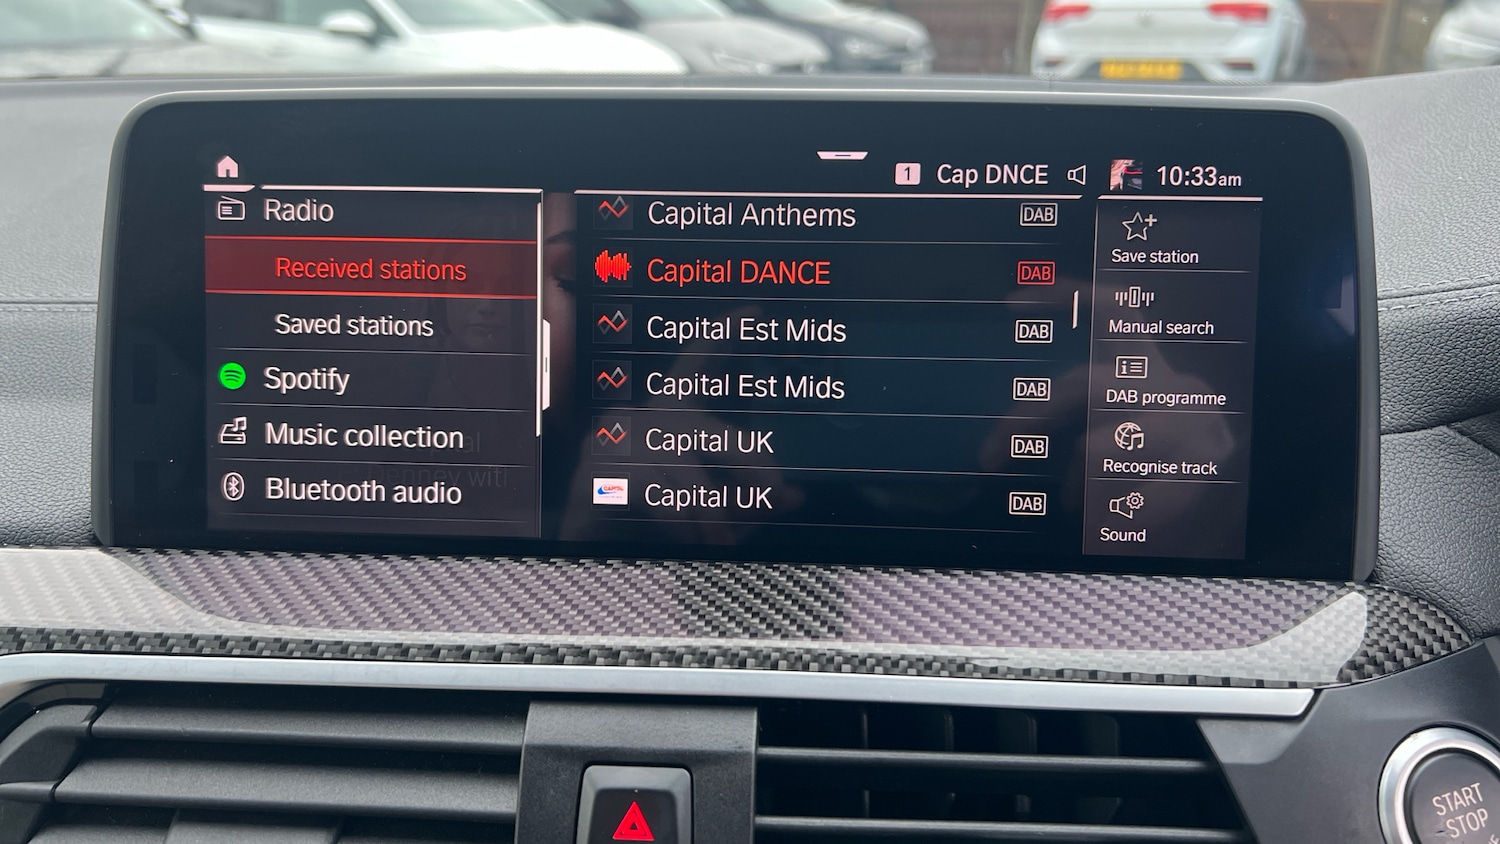 1 Cap DNCE 10:33am
Radio
Received stations
Saved stations
Spotify
Music collection
Bluetooth audio
Capital Anthems DAB
Capital DANCE DAB
Capital Est Mids DAB
Capital Est Mids DAB
Capital UK DAB
CAPITAL Capital UK DAB
Save station
Manual search
DAB programme
Recognise track
Sound
START
STOP